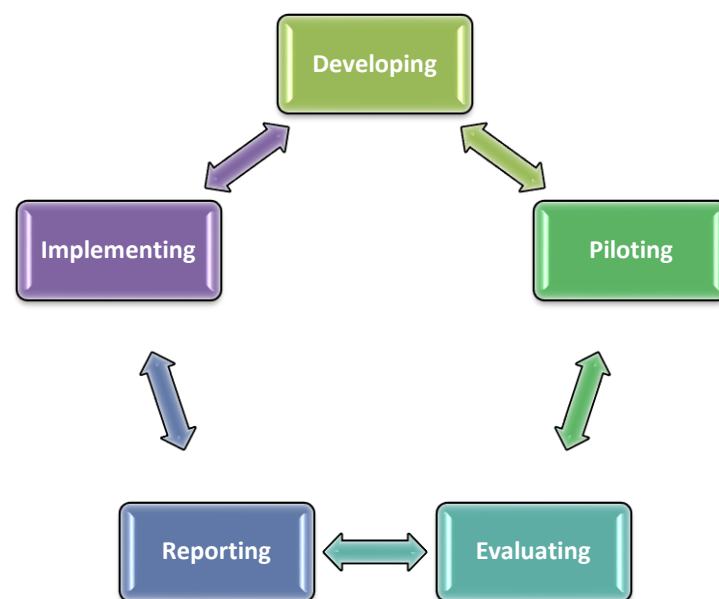 Developing
Implementing
Piloting
Reporting
Evaluating